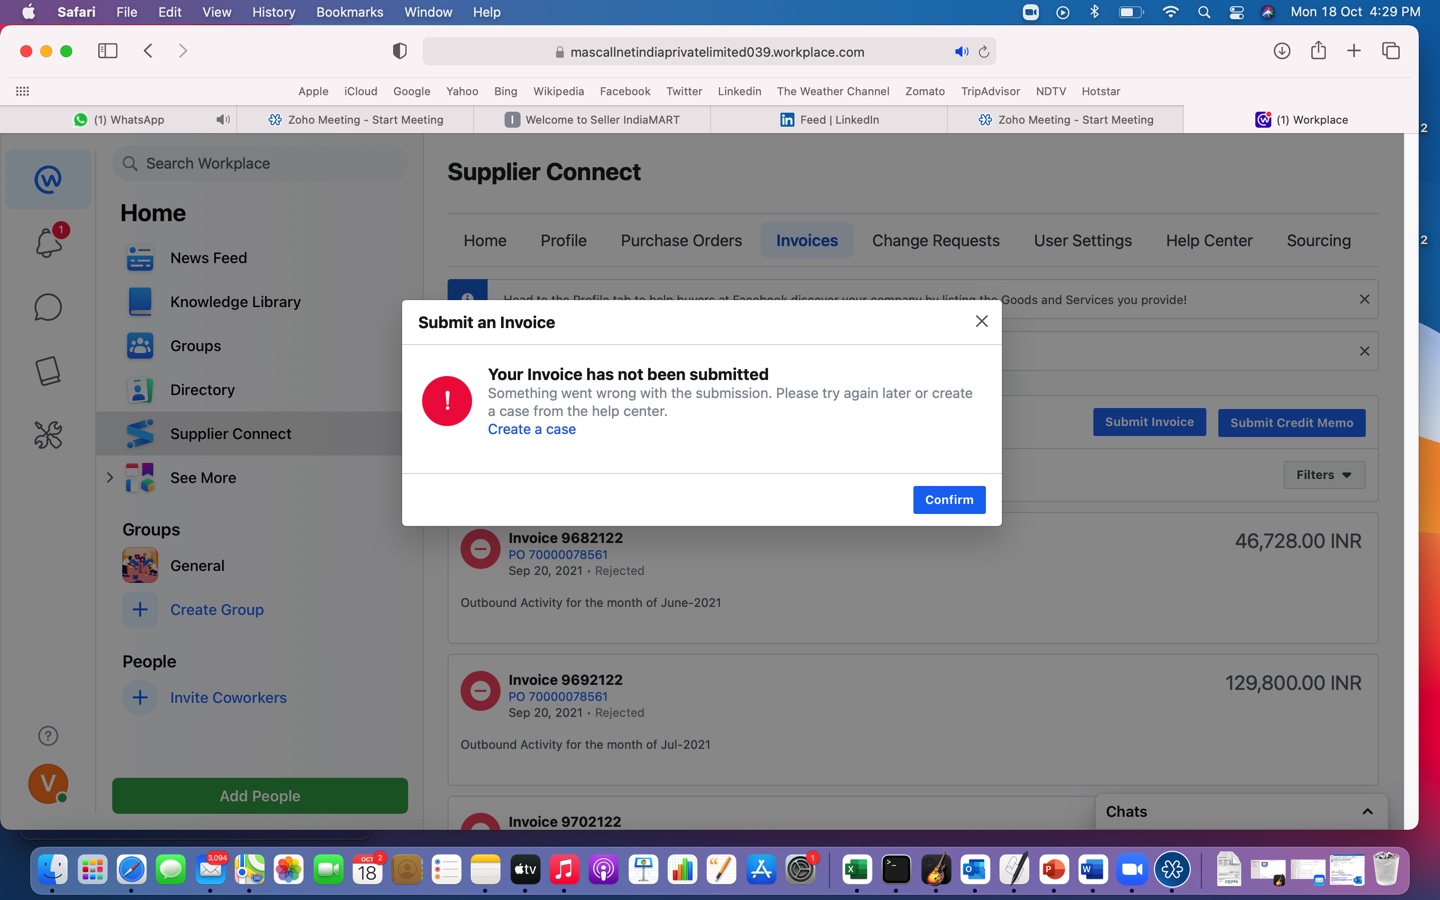 Safari File Edit View History Bookmarks Window Help Mon 18 Oct 4:29 PM
mascallnetindiaprivatelimited039.workplace.com
Apple iCloud Google Yahoo Bing Wikipedia Facebook Twitter Linkedin The Weather Channel Zomato TripAdvisor NDTV Hotstar
(1) WhatsApp Zoho Meeting - Start Meeting I Welcome to Seller IndiaMART Feed | LinkedIn Zoho Meeting - Start Meeting (1) Workplace
2
2
1
Search Workplace
Home
News Feed
Knowledge Library
Groups
Directory
Supplier Connect
See More
Groups
General
Create Group
People
Invite Coworkers
V
Add People
Supplier Connect
Home Profile Purchase Orders Invoices Change Requests User Settings Help Center Sourcing
Head to the Profile tab to help buyers at Facebook discover your company by listing the Goods and Services you provide!
Submit Invoice Submit Credit Memo
Filters
Submit an Invoice
Your Invoice has not been submitted
Something went wrong with the submission. Please try again later or create
a case from the help center.
Create a case
Confirm
Invoice 9682122 46,728.00 INR
PO 70000078561
Sep 20, 2021 · Rejected
Outbound Activity for the month of June-2021
Invoice 9692122 129,800.00 INR
PO 70000078561
Sep 20, 2021 · Rejected
Outbound Activity for the month of Jul-2021
Invoice 9702122
Chats
3,094 OCT 2 18 tv 1